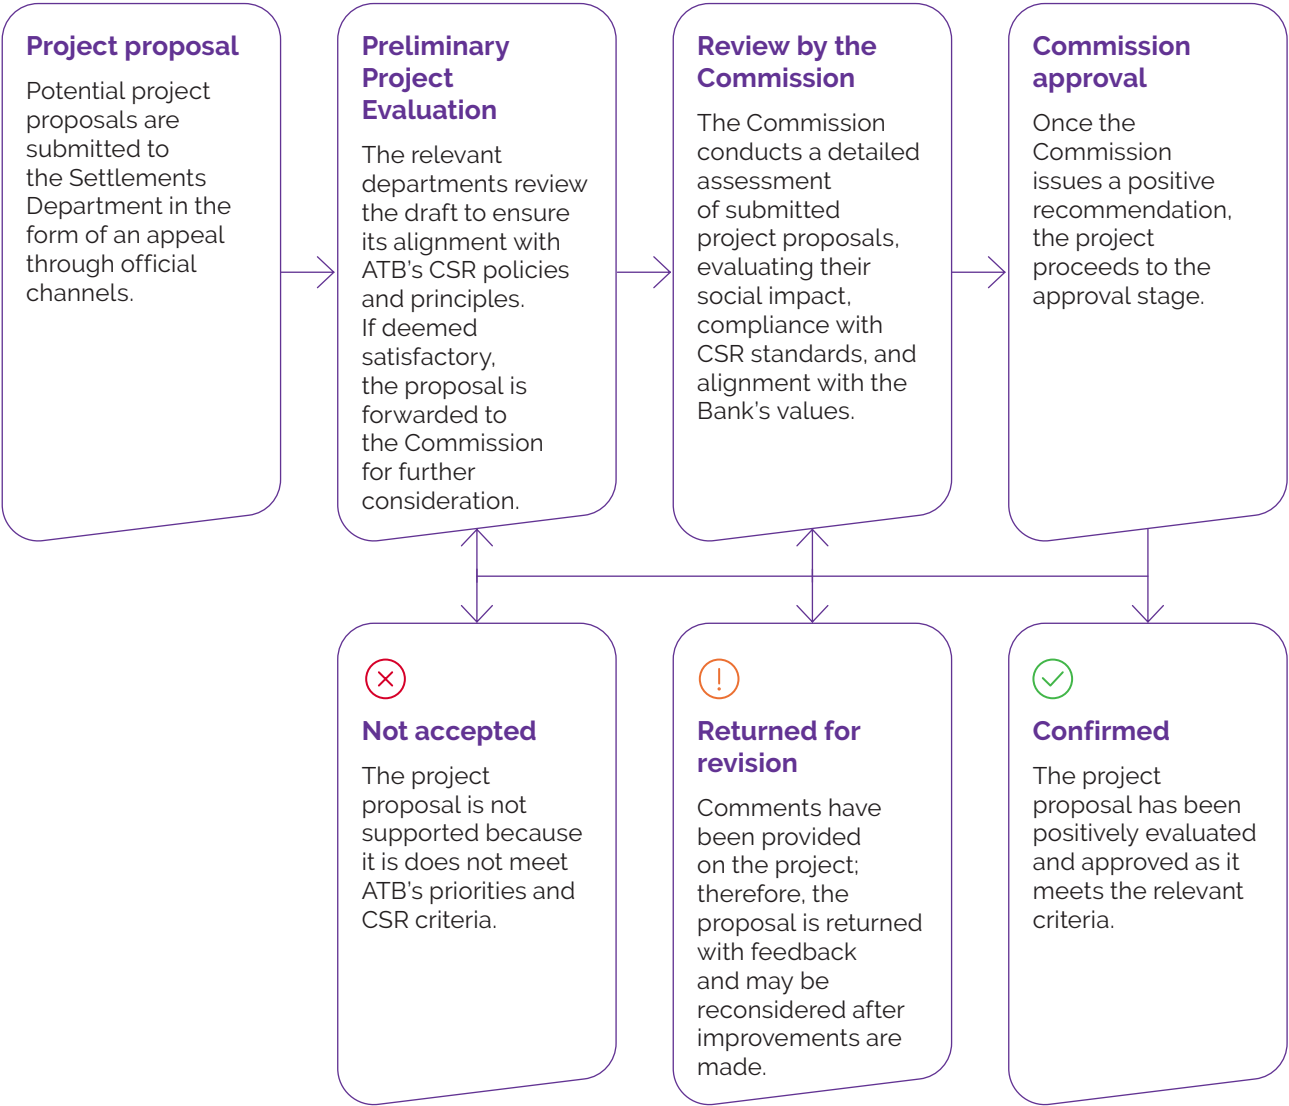 Project proposal
Potential project
proposals are
submitted to
the Settlements
Department in the
form of an appeal
through official
channels.
Preliminary
Project
Evaluation
The relevant
departments review
the draft to ensure
its alignment with
ATB's CSR policies
and principles.
If deemed
satisfactory,
the proposal is
forwarded to
the Commission
for further
consideration.
Review by the
Commission
The Commission
conducts a detailed
assessment
of submitted
project proposals,
evaluating their
social impact,
compliance with
CSR standards, and
alignment with the
Bank's values.
Commission
approval
Once the
Commission
issues a positive
recommendation,
the project
proceeds to the
approval stage.
Not accepted
The project
proposal is not
supported because
it is does not meet
ATB's priorities and
CSR criteria.
Returned for
revision
Comments have
been provided
on the project;
therefore, the
proposal is returned
with feedback
and may be
reconsidered after
improvements are
made.
Confirmed
The project
proposal has been
positively evaluated
and approved as it
meets the relevant
criteria.